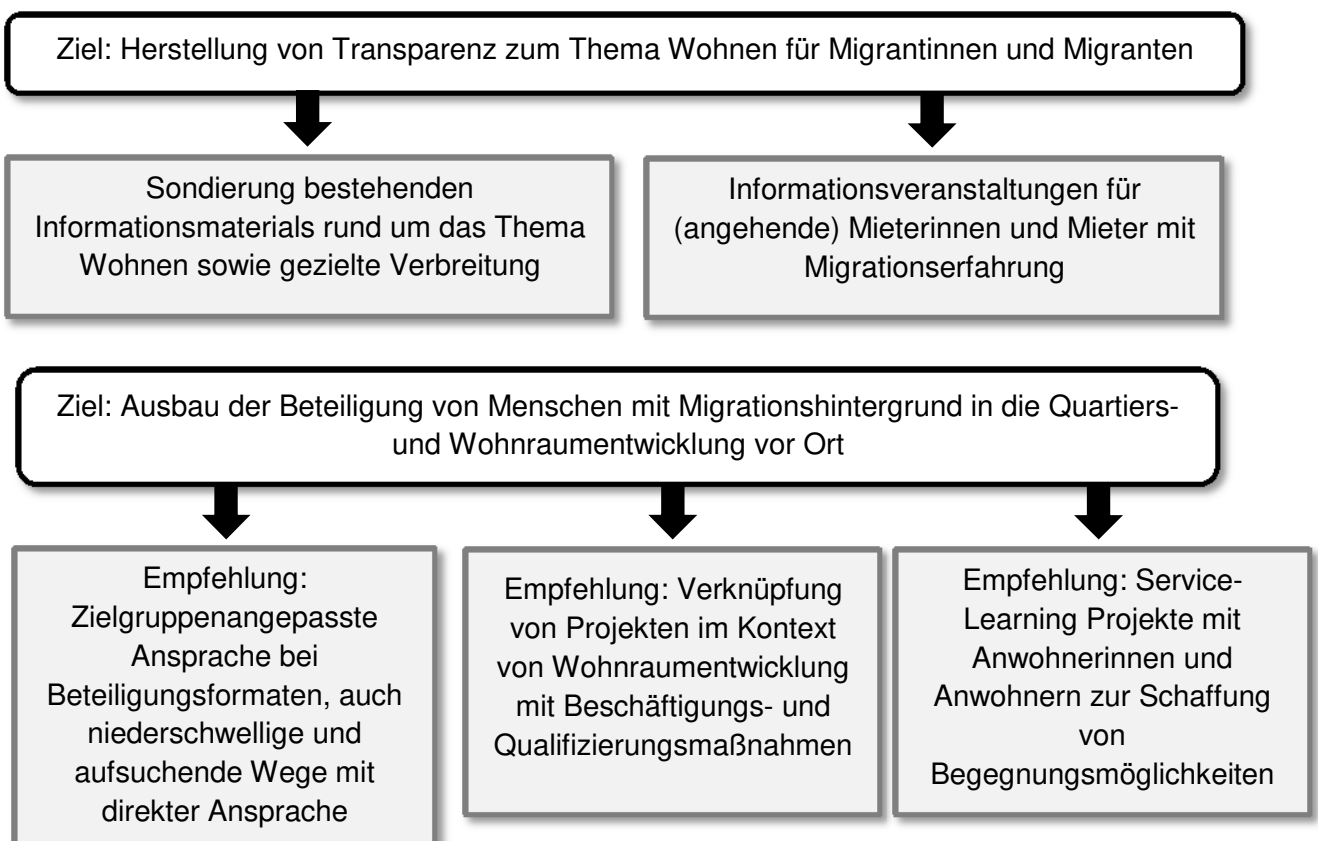 Ziel: Herstellung von Transparenz zum Thema Wohnen für Migrantinnen und Migranten
Sondierung bestehenden
Informationsmaterials rund um das Thema
Wohnen sowie gezielte Verbreitung
Informationsveranstaltungen für
(angehende) Mieterinnen und Mieter mit
Migrationserfahrung
Ziel: Ausbau der Beteiligung von Menschen mit Migrationshintergrund in die Quartiers-
und Wohnraumentwicklung vor Ort
Empfehlung:
Zielgruppenangepasste
Ansprache bei
Beteiligungsformaten, auch
niederschwellige und
aufsuchende Wege mit
direkter Ansprache
Empfehlung: Verknüpfung
von Projekten im Kontext
von Wohnraumentwicklung
mit Beschäftigungs- und
Qualifizierungsmaßnahmen
Empfehlung: Service-
Learning Projekte mit
Anwohnerinnen und
Anwohnern zur Schaffung
von
Begegnungsmöglichkeiten